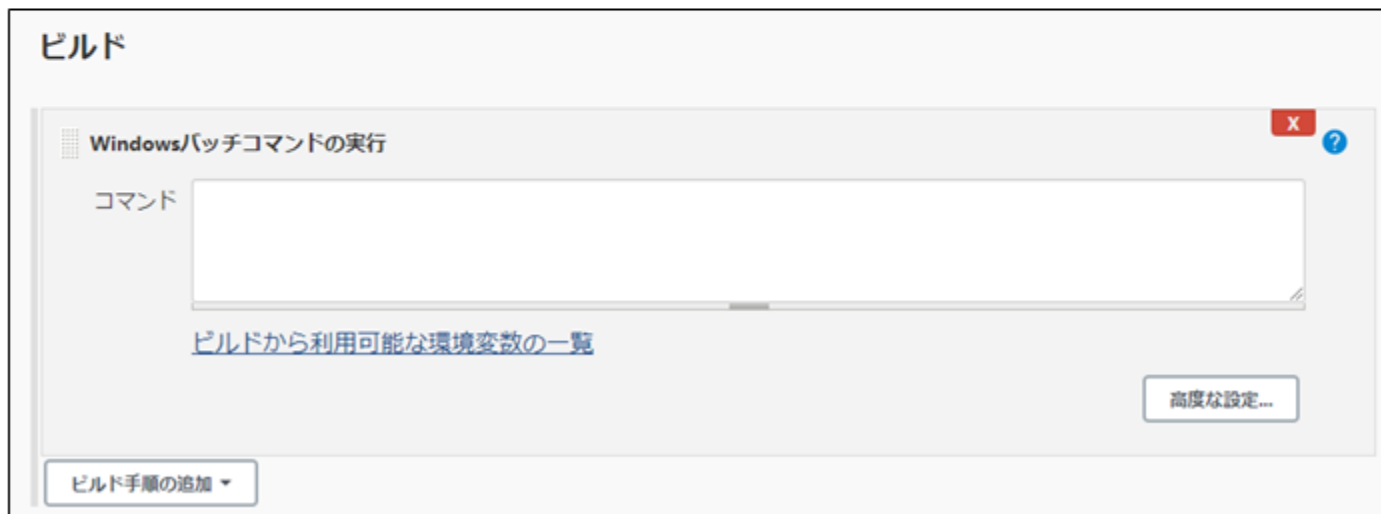 ビルド
Windowsバッチコマンドの実行
X
?
コマンド
ビルドから利用可能な環境変数の一覧
高度な設定...
ビルド手順の追加